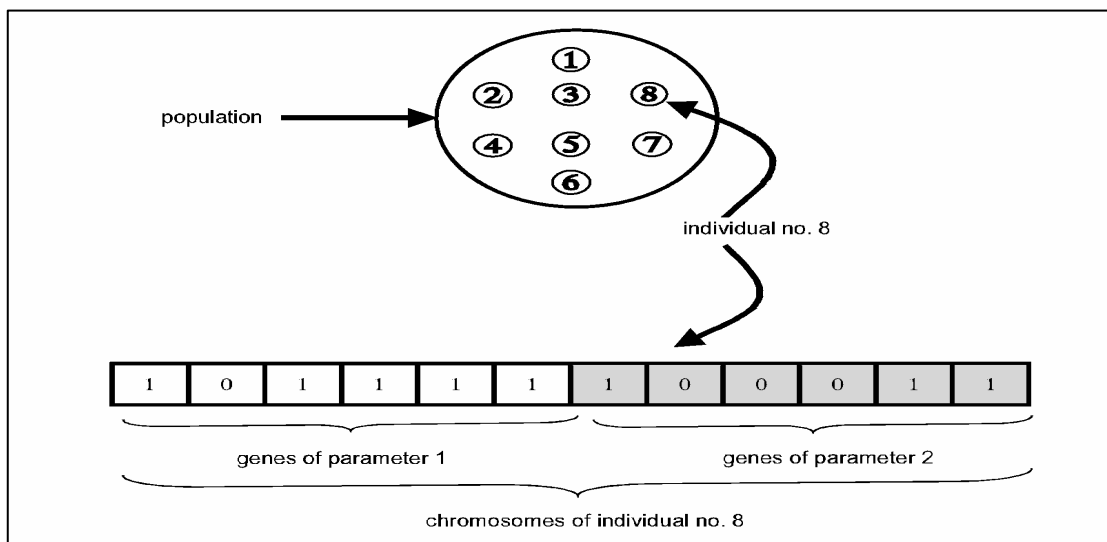 1
2 3 8
population
4 5 7
6
individual no. 8
1 0 1 1 1 1 1 0 0 0 1 1
genes of parameter 1 genes of parameter 2
chromosomes of individual no. 8